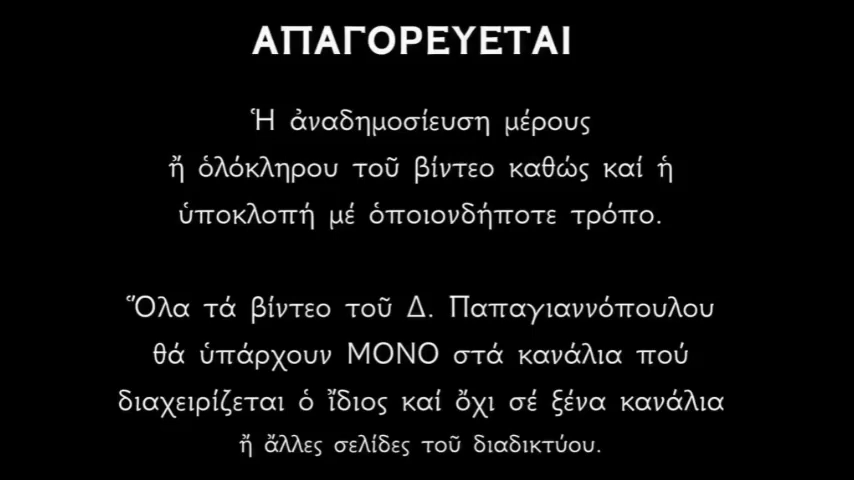 ΑΠΑΓΟΡΕΥΕΤΑΙ
Ἡ ἀναδημοσίευση μέρους
ἤ ὁλόκληρου τοῦ βίντεο καθώς καί ἡ
ὑποκλοπή μέ ὁποιονδήποτε τρόπο.
Ὅλα τά βίντεο τοῦ Δ. Παπαγιαννόπουλου
θά ὑπάρχουν ΜΟΝΟ στά κανάλια πού
διαχειρίζεται ὁ ἴδιος καί ὄχι σέ ξένα κανάλια
ἤ ἄλλες σελίδες τοῦ διαδικτύου.